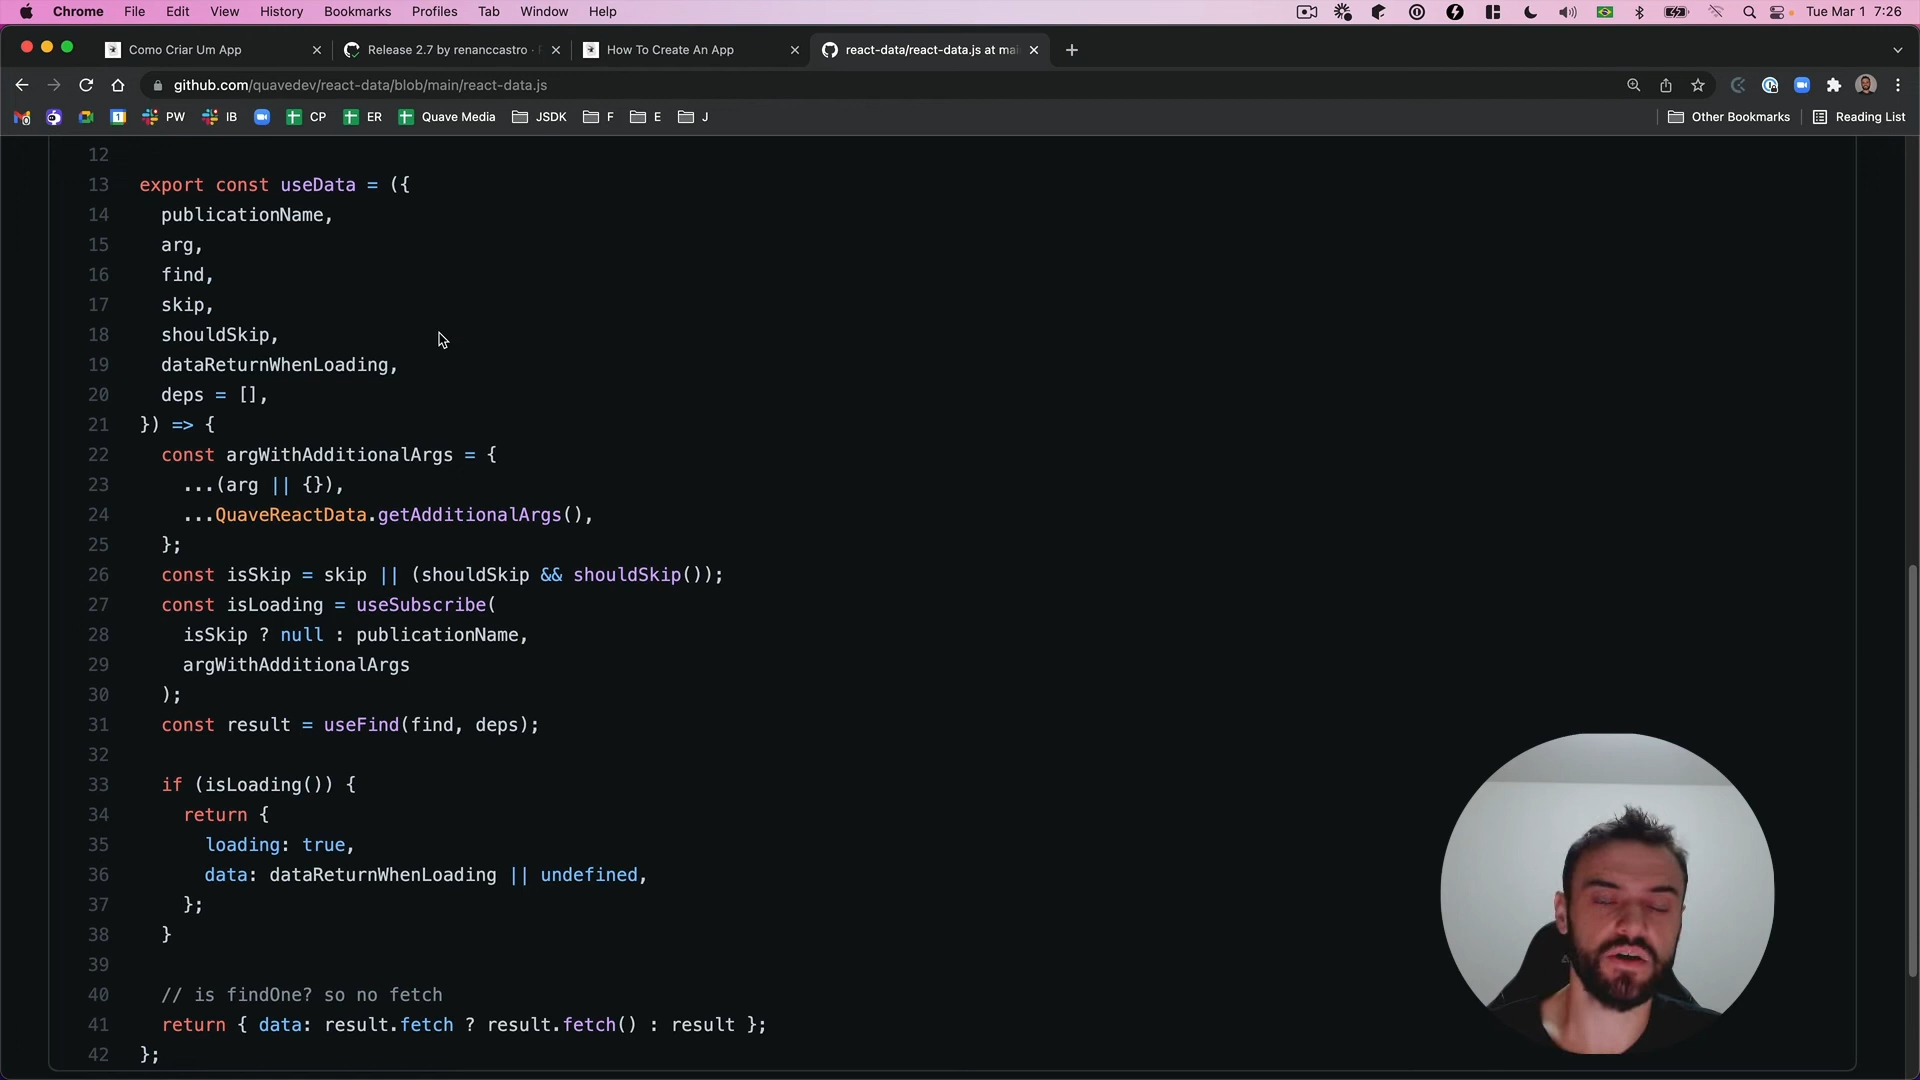 Chrome File Edit View History Bookmarks Profiles Tab Window Help Tue Mar 1 7:26
Como Criar Um App
Release 2.7 by renanccastro ·
How To Create An App
react-data/react-data.js at mai
github.com/quavedev/react-data/blob/main/react-data.js
PW IB CP ER Quave Media JSDK F E J Other Bookmarks Reading List
12
13 export const useData = ({
14 publicationName,
15 arg,
16 find,
17 skip,
18 shouldSkip,
19 dataReturnWhenLoading,
20 deps = [],
21 }) => {
22 const argWithAdditionalArgs = {
23 ...(arg || {}),
24 ...QuaveReactData.getAdditionalArgs(),
25 };
26 const isSkip = skip || (shouldSkip && shouldSkip());
27 const isLoading = useSubscribe(
28 isSkip ? null : publicationName,
29 argWithAdditionalArgs
30 );
31 const result = useFind(find, deps);
32
33 if (isLoading()) {
34 return {
35 loading: true,
36 data: dataReturnWhenLoading || undefined,
37 };
38 }
39
40 // is findOne? so no fetch
41 return { data: result.fetch ? result.fetch() : result };
42 };